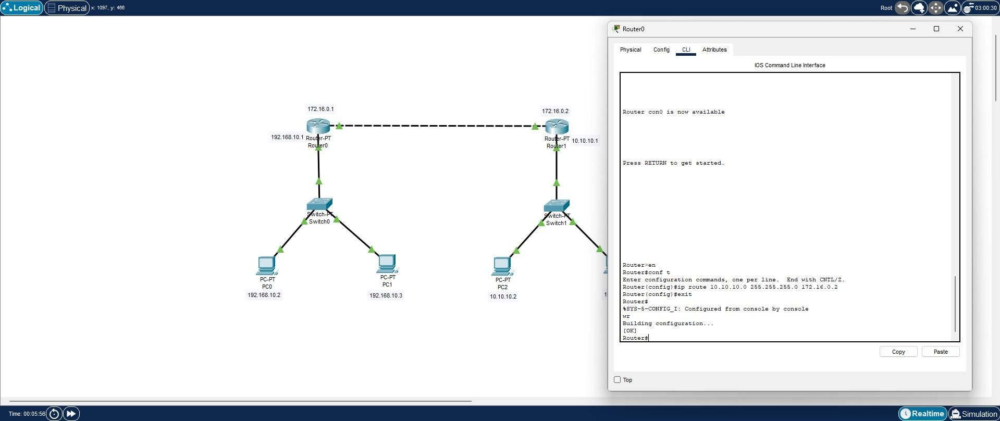 Logical Physical x: 1097, y: 466 Root 03:00:30
Router0
Physical Config CLI Attributes
IOS Command Line Interface
172.16.0.1
172.16.0.2
192.168.10.1
Router-PT
Router0
Router-PT
Router1
10.10.10.1
Switch-PT
Switch0
Switch-PT
Switch1
PC-PT
PC0
192.168.10.2
PC-PT
PC1
192.168.10.3
PC-PT
PC2
10.10.10.2
Router con0 is now available
Press RETURN to get started.
Router>en
Router#conf t
Enter configuration commands, one per line. End with CNTL/Z.
Router(config)#ip route 10.10.10.0 255.255.255.0 172.16.0.2
Router(config)#exit
Router#
%SYS-5-CONFIG_I: Configured from console by console
wr
Building configuration...
[OK]
Router#
Copy Paste
Top
Time: 00:05:56 Realtime Simulation